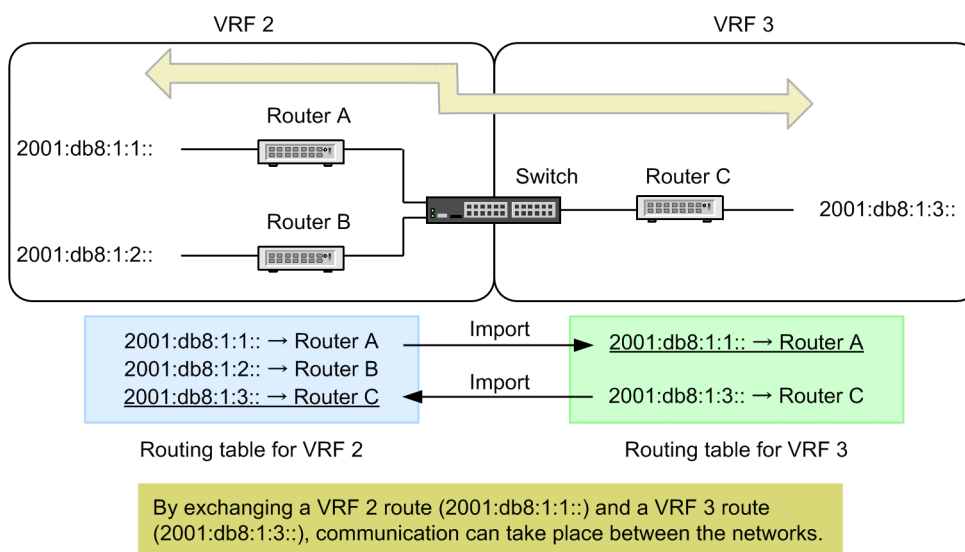 VRF 2
VRF 3
Router A
2001:db8:1:1::
Switch
Router C
Router B
2001:db8:1:3::
2001:db8:1:2::
2001:db8:1:1:: → Router A
2001:db8:1:2:: → Router B
2001:db8:1:3:: → Router C
Import
Import
2001:db8:1:1:: → Router A
2001:db8:1:3:: → Router C
Routing table for VRF 2
Routing table for VRF 3
By exchanging a VRF 2 route (2001:db8:1:1::) and a VRF 3 route
(2001:db8:1:3::), communication can take place between the networks.